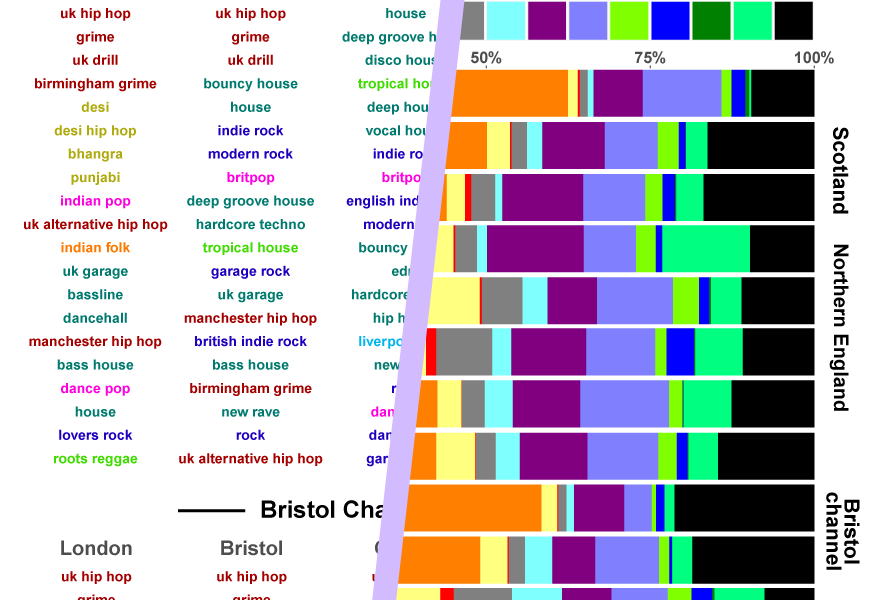 uk hip hop uk hip hop house
grime grime deep groove h
uk drill uk drill disco hous
birmingham grime bouncy house tropical hou
desi house deep hou
desi hip hop indie rock vocal hou
bhangra modern rock indie ro
punjabi britpop britpo
indian pop deep groove house english ind
uk alternative hip hop hardcore techno modern
indian folk tropical house bouncy
uk garage garage rock ed
bassline uk garage hardcore
dancehall manchester hip hop hip h
manchester hip hop british indie rock liverpo
bass house bass house new
dance pop birmingham grime r
house new rave dan
lovers rock rock dan
roots reggae uk alternative hip hop gar
Bristol Cha
London Bristol
uk hip hop uk hip hop u
grime grime
50% 75% 100%
Scotland
Northern England
Bristol
channel